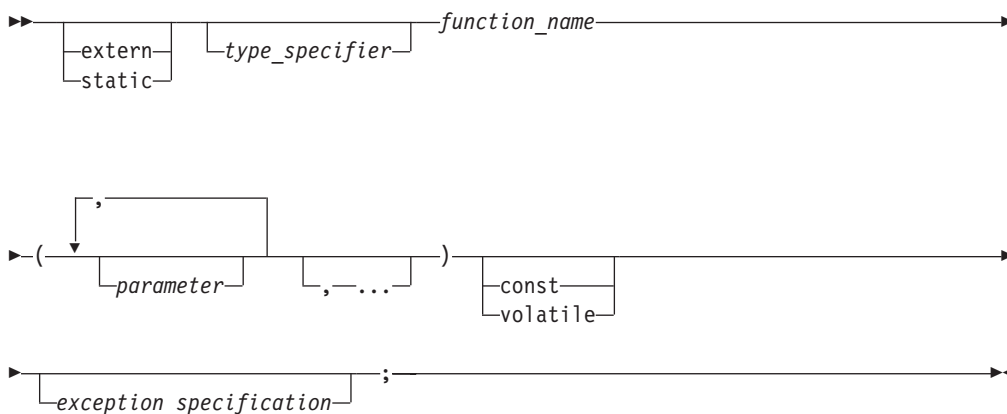 function_name
extern
type_specifier
static
,
( )
parameter
, ...
const
volatile
;
exception specification